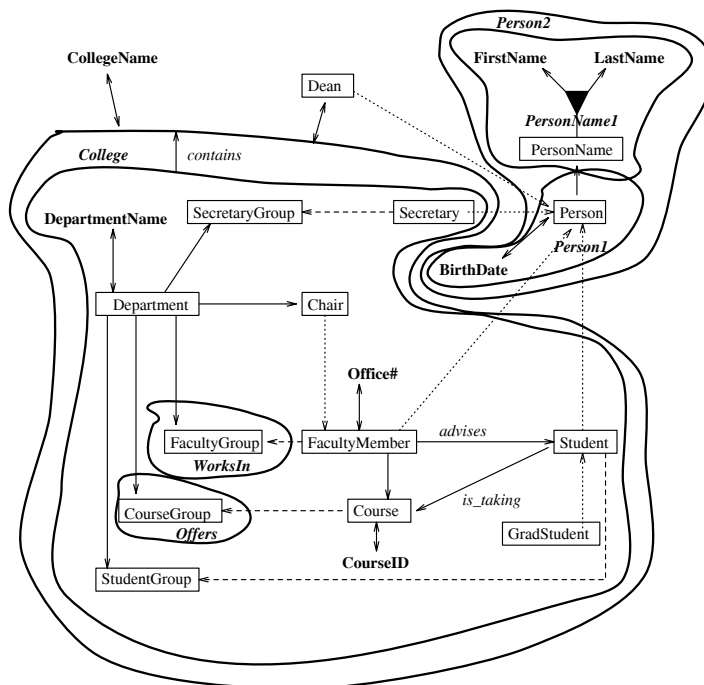 Person2
CollegeName
FirstName
LastName
Dean
PersonName1
College
contains
PersonName
DepartmentName
SecretaryGroup
Secretary
Person
Person1
BirthDate
Department
Chair
Office#
FacultyGroup
FacultyMember
advises
Student
WorksIn
is_taking
CourseGroup
Course
GradStudent
Offers
CourseID
StudentGroup